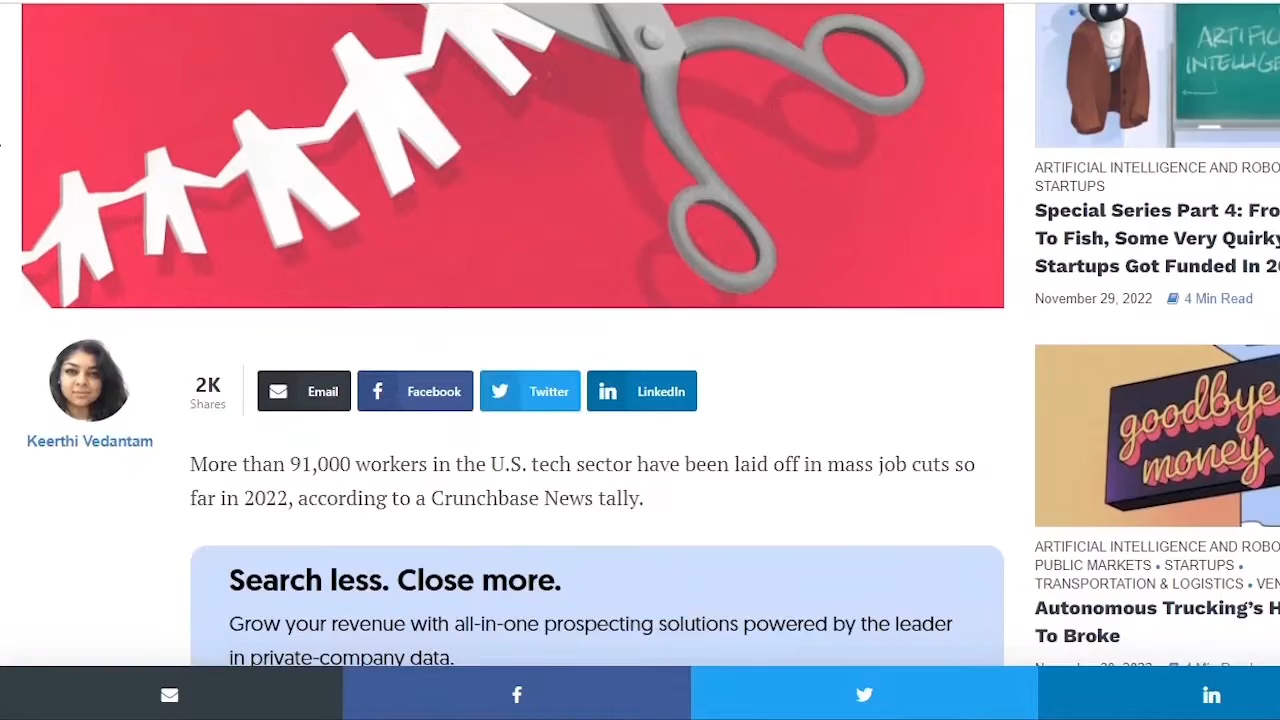 ARTIFIC
INTELLIGE
ARTIFICIAL INTELLIGENCE AND ROBO
STARTUPS
Special Series Part 4: Fro
To Fish, Some Very Quirky
Startups Got Funded In 20
November 29, 2022 4 Min Read
2K
Shares
Email
Facebook
Twitter
LinkedIn
Keerthi Vedantam
More than 91,000 workers in the U.S. tech sector have been laid off in mass job cuts so
far in 2022, according to a Crunchbase News tally.
Search less. Close more.
Grow your revenue with all-in-one prospecting solutions powered by the leader
in private-company data.
goodbye
money
ARTIFICIAL INTELLIGENCE AND ROBO
PUBLIC MARKETS • STARTUPS •
TRANSPORTATION & LOGISTICS • VEN
Autonomous Trucking's H
To Broke